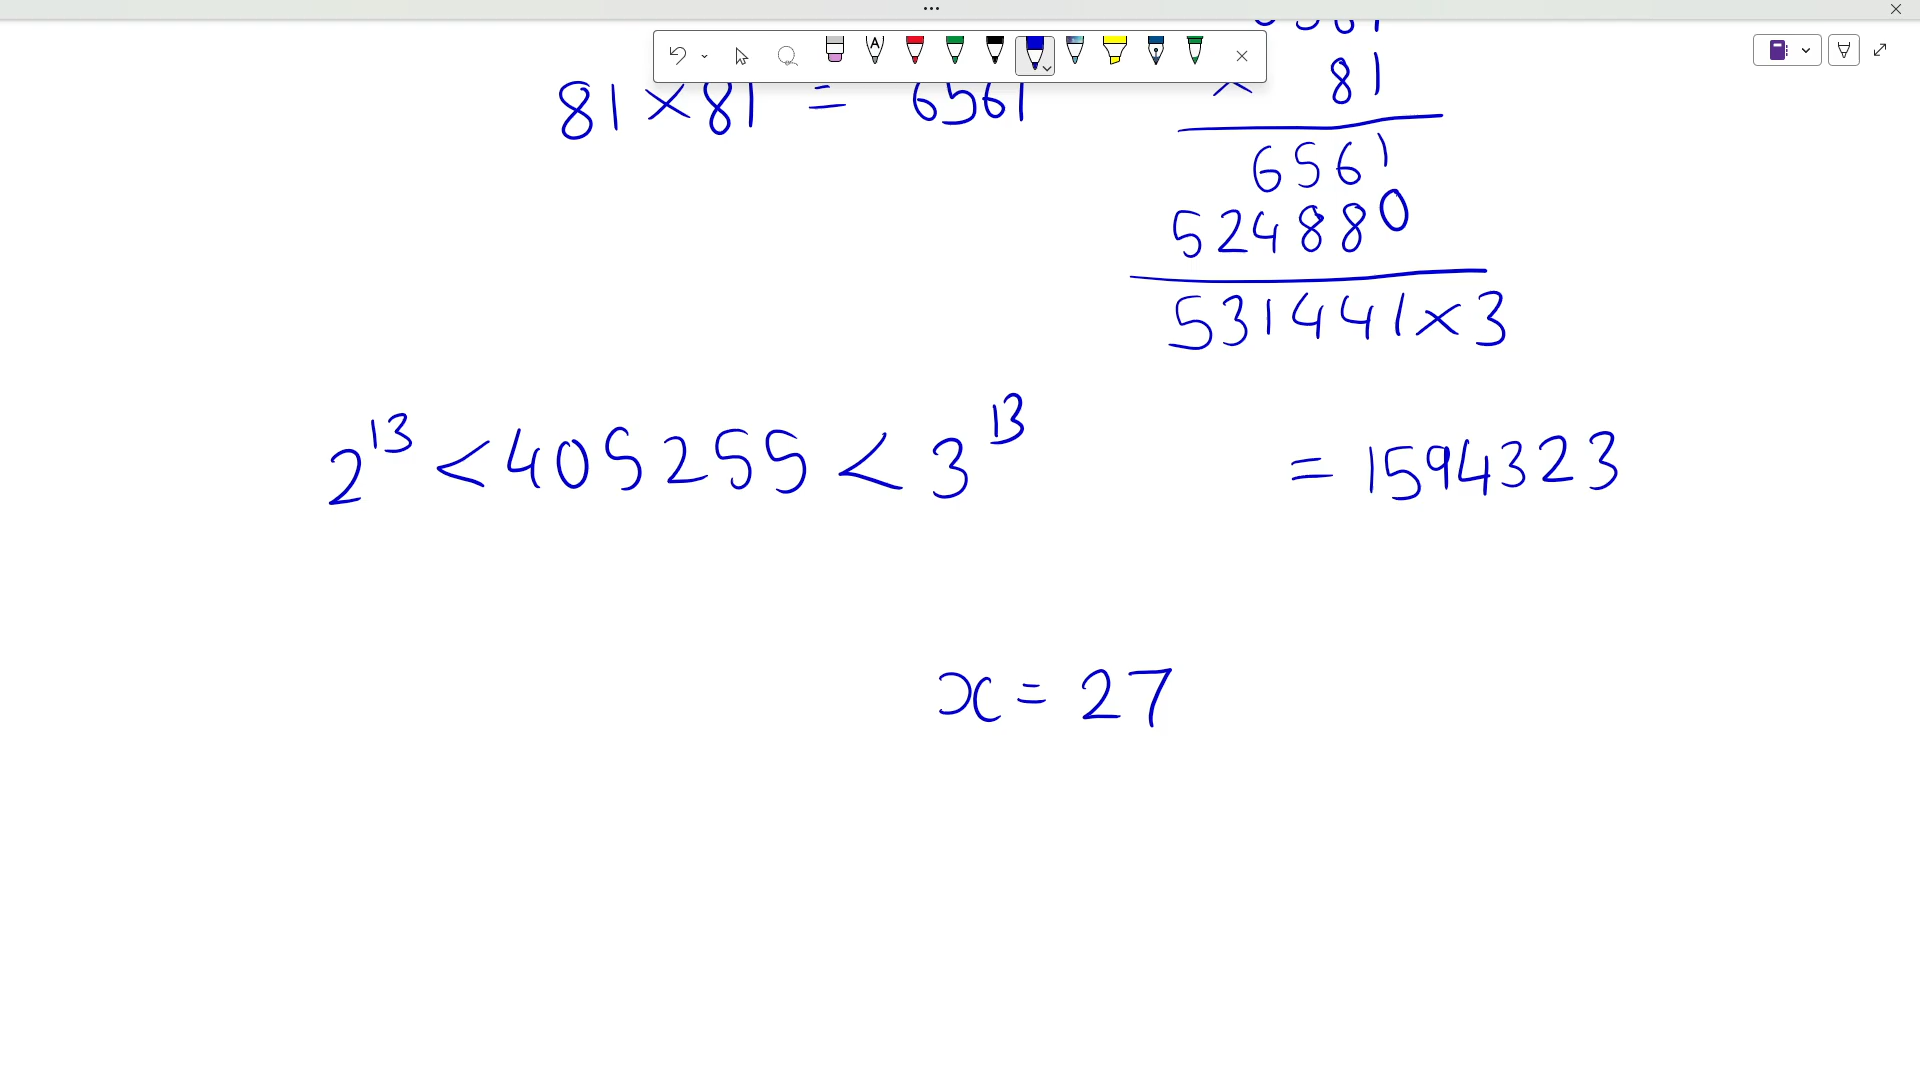 81 × 81 = 6561
81
6561
524880
531441 × 3
2^13 < 405255 < 3^13
= 1594323
x = 27